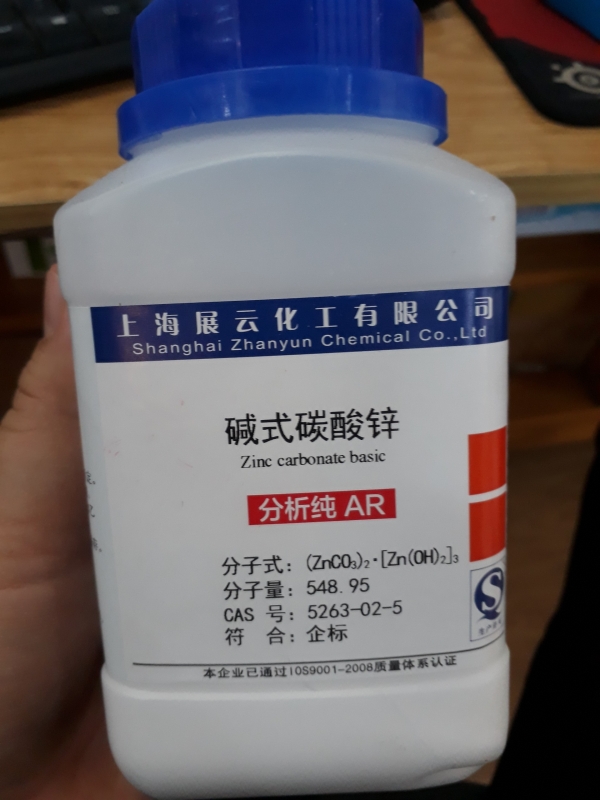 上海展云化工有限公司
Shanghai Zhanyun Chemical Co.,Ltd
碱式碳酸锌
Zinc carbonate basic
分析纯 AR
分子式：(ZnCO₃)₂·[Zn(OH)₂]₃
分子量：548.95
CAS 号：5263-02-5
符 合：企标
本企业已通过IOS9001-2008质量体系认证